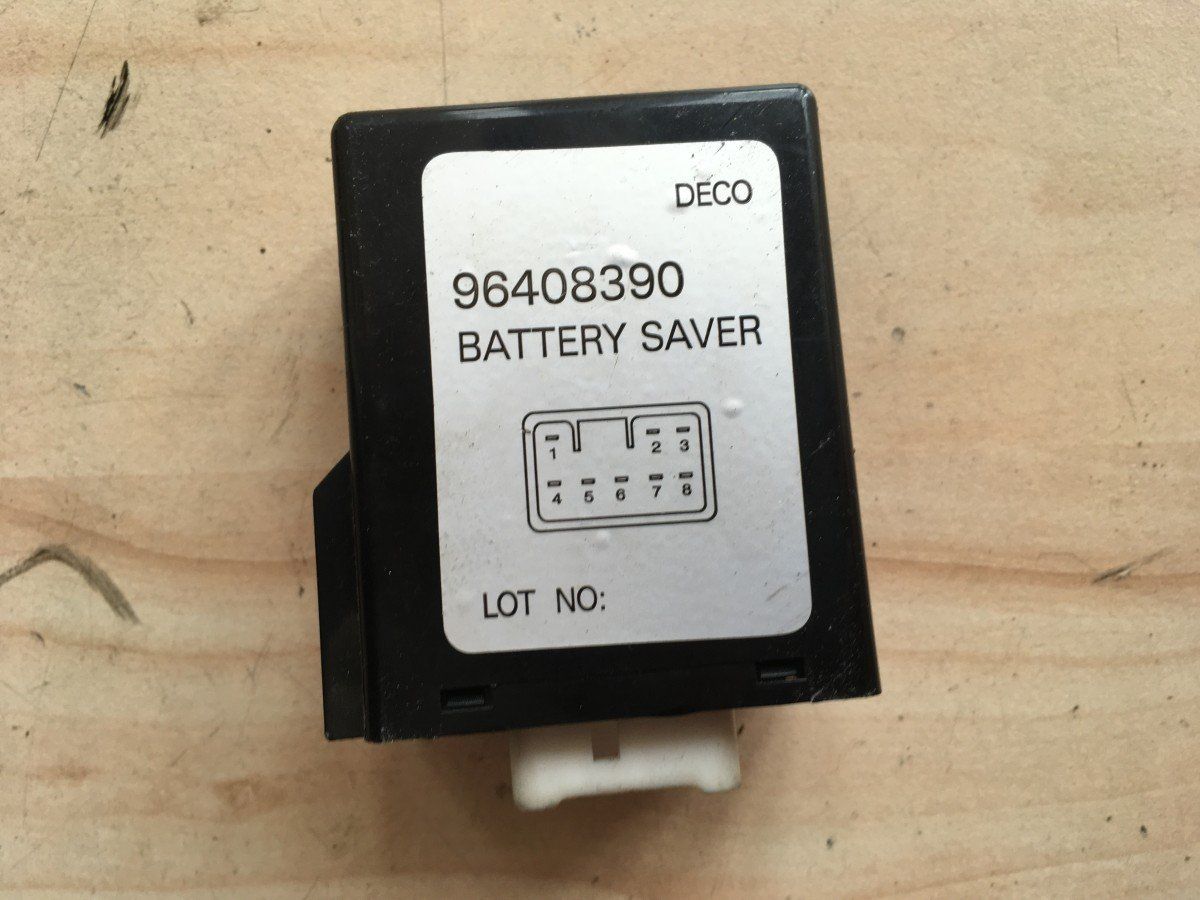 DECO
96408390
BATTERY SAVER
1 2 3
4 5 6 7 8
LOT NO: